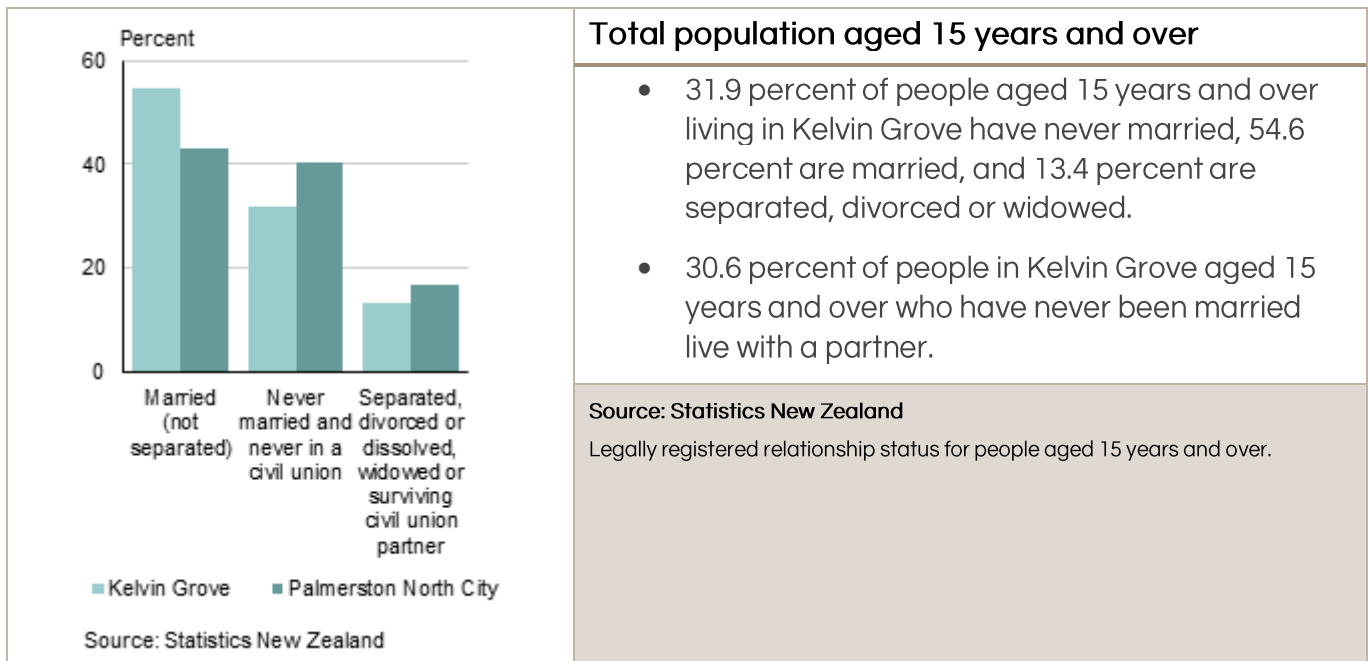 Percent
60
40
20
0
Married
(not
separated)
Never
married and
never in a
civil union
Separated,
divorced or
dissolved,
widowed or
surviving
civil union
partner
Kelvin Grove
Palmerston North City
Source: Statistics New Zealand
Total population aged 15 years and over
• 31.9 percent of people aged 15 years and over
living in Kelvin Grove have never married, 54.6
percent are married, and 13.4 percent are
separated, divorced or widowed.
• 30.6 percent of people in Kelvin Grove aged 15
years and over who have never been married
live with a partner.
Source: Statistics New Zealand
Legally registered relationship status for people aged 15 years and over.